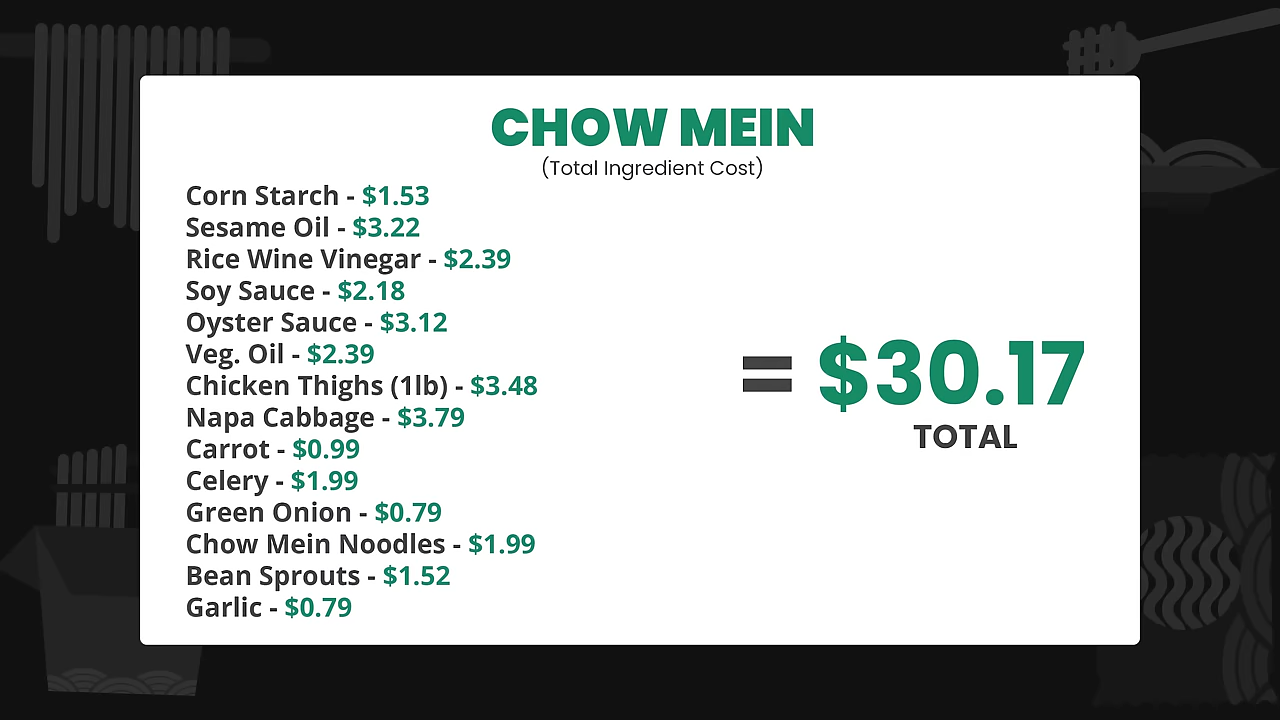 CHOW MEIN
(Total Ingredient Cost)
Corn Starch - $1.53
Sesame Oil - $3.22
Rice Wine Vinegar - $2.39
Soy Sauce - $2.18
Oyster Sauce - $3.12
Veg. Oil - $2.39
Chicken Thighs (1lb) - $3.48
Napa Cabbage - $3.79
Carrot - $0.99
Celery - $1.99
Green Onion - $0.79
Chow Mein Noodles - $1.99
Bean Sprouts - $1.52
Garlic - $0.79
= $30.17
TOTAL